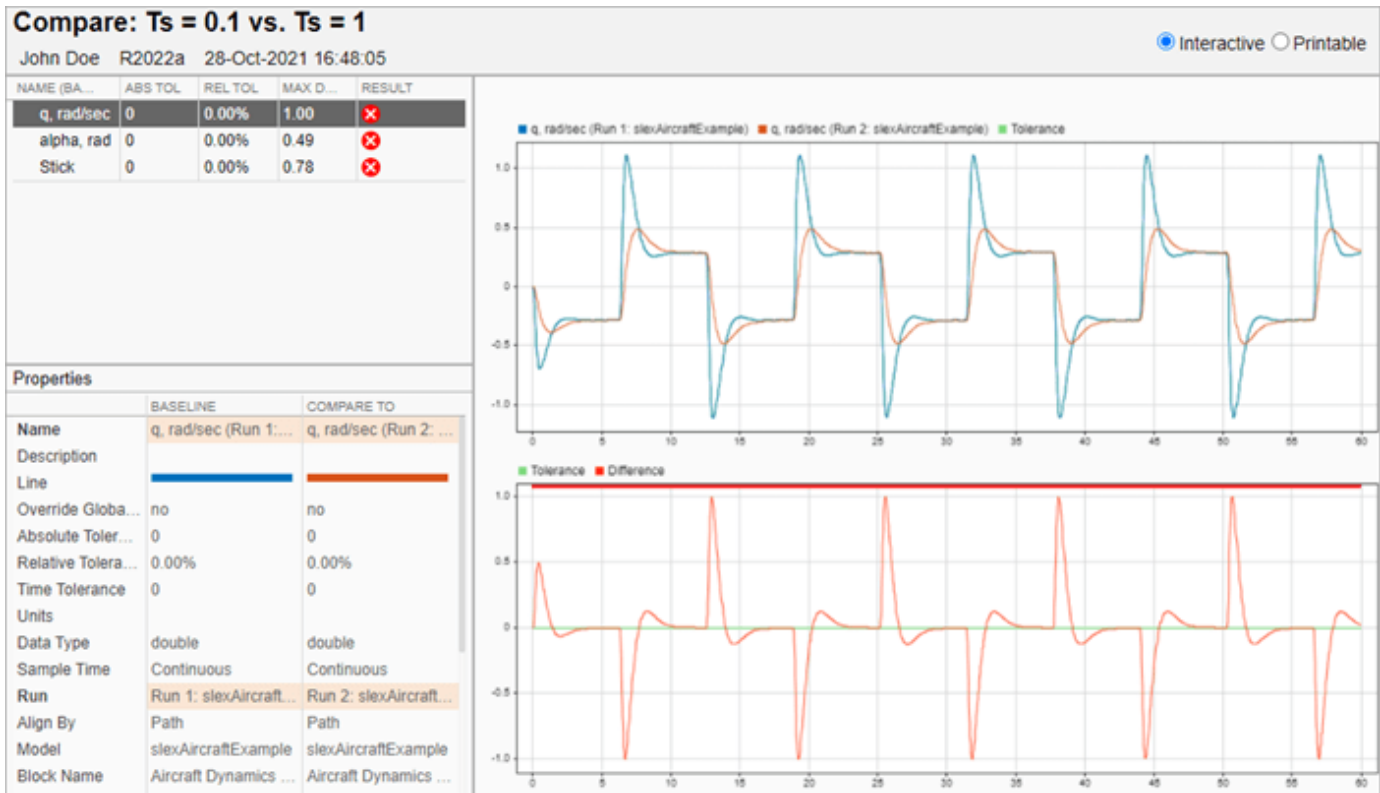 Compare: Ts = 0.1 vs. Ts = 1
John Doe R2022a 28-Oct-2021 16:48:05
Interactive Printable
NAME (BA... ABS TOL REL TOL MAX D... RESULT
q, rad/sec 0 0.00% 1.00
alpha, rad 0 0.00% 0.49
Stick 0 0.00% 0.78
Properties
BASELINE COMPARE TO
Name q, rad/sec (Run 1:... q, rad/sec (Run 2: ...
Description
Line
Override Globa... no no
Absolute Toler... 0 0
Relative Tolera... 0.00% 0.00%
Time Tolerance 0 0
Units
Data Type double double
Sample Time Continuous Continuous
Run Run 1: slexAircraft... Run 2: slexAircraft...
Align By Path Path
Model slexAircraftExample slexAircraftExample
Block Name Aircraft Dynamics ... Aircraft Dynamics ...
q, rad/sec (Run 1: slexAircraftExample) q, rad/sec (Run 2: slexAircraftExample) Tolerance
1.0
0.5
0
-0.5
-1.0
0 5 10 15 20 25 30 35 40 45 50 55 60
Tolerance Difference
1.0
0.5
0
-0.5
-1.0
0 5 10 15 20 25 30 35 40 45 50 55 60